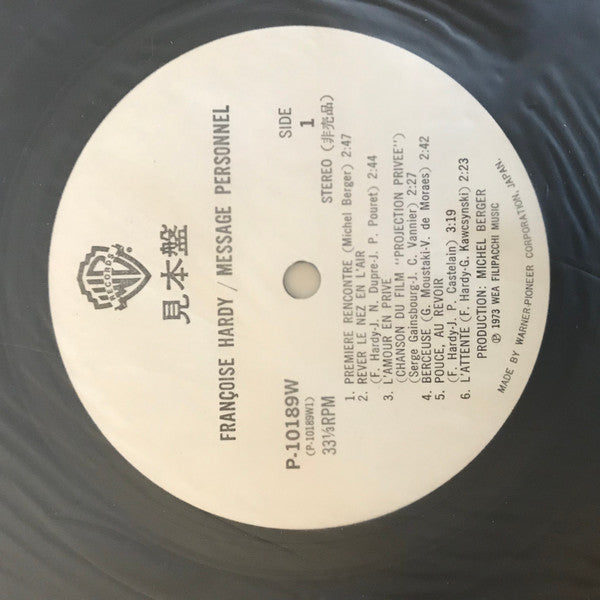 WB
RECORDS
見本盤
FRANÇOISE HARDY / MESSAGE PERSONNEL
P-10189W
(P-10189W1)
33⅓RPM
SIDE
1
STEREO (非売品)
1. PREMIERE RENCONTRE (Michel Berger) 2:47
2. REVER LE NEZ EN L'AIR
(F. Hardy-J. N. Dupre-J. P. Pouret) 2:44
3. L'AMOUR EN PRIVE
(CHANSON DU FILM "PROJECTION PRIVEE")
(Serge Gainsbourg-J. C. Vannier) 2:27
4. BERCEUSE (G. Moustaki-V. de Moraes) 2:42
5. POUCE, AU REVOIR
(F. Hardy-J. P. Castelain) 3:19
6. L'ATTENTE (F. Hardy-G. Kawcsynski) 2:23
PRODUCTION: MICHEL BERGER
℗ 1973 WEA FILIPACCHI MUSIC
MADE BY WARNER-PIONEER CORPORATION, JAPAN.